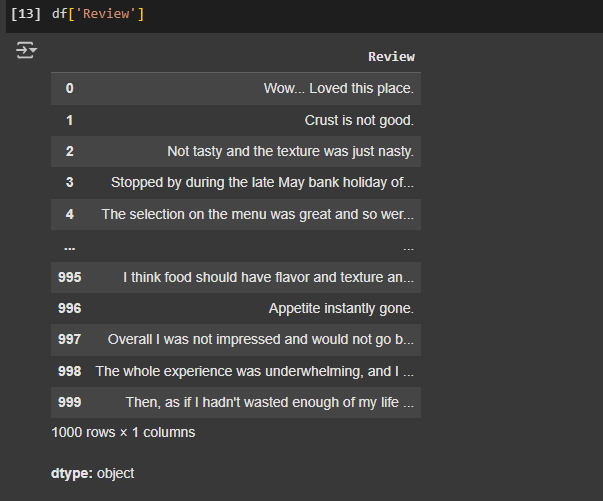 [13] df['Review']
Review
0 Wow... Loved this place.
1 Crust is not good.
2 Not tasty and the texture was just nasty.
3 Stopped by during the late May bank holiday of...
4 The selection on the menu was great and so wer...
... ...
995 I think food should have flavor and texture an...
996 Appetite instantly gone.
997 Overall I was not impressed and would not go b...
998 The whole experience was underwhelming, and I ...
999 Then, as if I hadn't wasted enough of my life ...
1000 rows × 1 columns
dtype: object